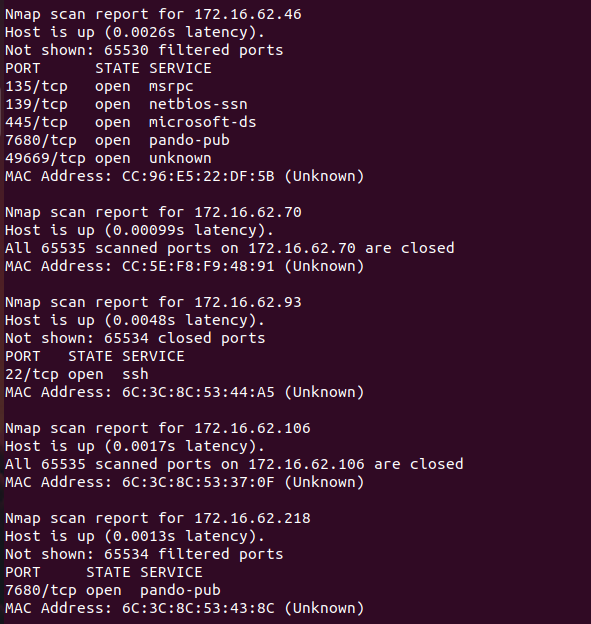 Nmap scan report for 172.16.62.46
Host is up (0.0026s latency).
Not shown: 65530 filtered ports
PORT      STATE SERVICE
135/tcp   open  msrpc
139/tcp   open  netbios-ssn
445/tcp   open  microsoft-ds
7680/tcp  open  pando-pub
49669/tcp open  unknown
MAC Address: CC:96:E5:22:DF:5B (Unknown)

Nmap scan report for 172.16.62.70
Host is up (0.00099s latency).
All 65535 scanned ports on 172.16.62.70 are closed
MAC Address: CC:5E:F8:F9:48:91 (Unknown)

Nmap scan report for 172.16.62.93
Host is up (0.0048s latency).
Not shown: 65534 closed ports
PORT   STATE SERVICE
22/tcp open  ssh
MAC Address: 6C:3C:8C:53:44:A5 (Unknown)

Nmap scan report for 172.16.62.106
Host is up (0.0017s latency).
All 65535 scanned ports on 172.16.62.106 are closed
MAC Address: 6C:3C:8C:53:37:0F (Unknown)

Nmap scan report for 172.16.62.218
Host is up (0.0013s latency).
Not shown: 65534 filtered ports
PORT     STATE SERVICE
7680/tcp open  pando-pub
MAC Address: 6C:3C:8C:53:43:8C (Unknown)